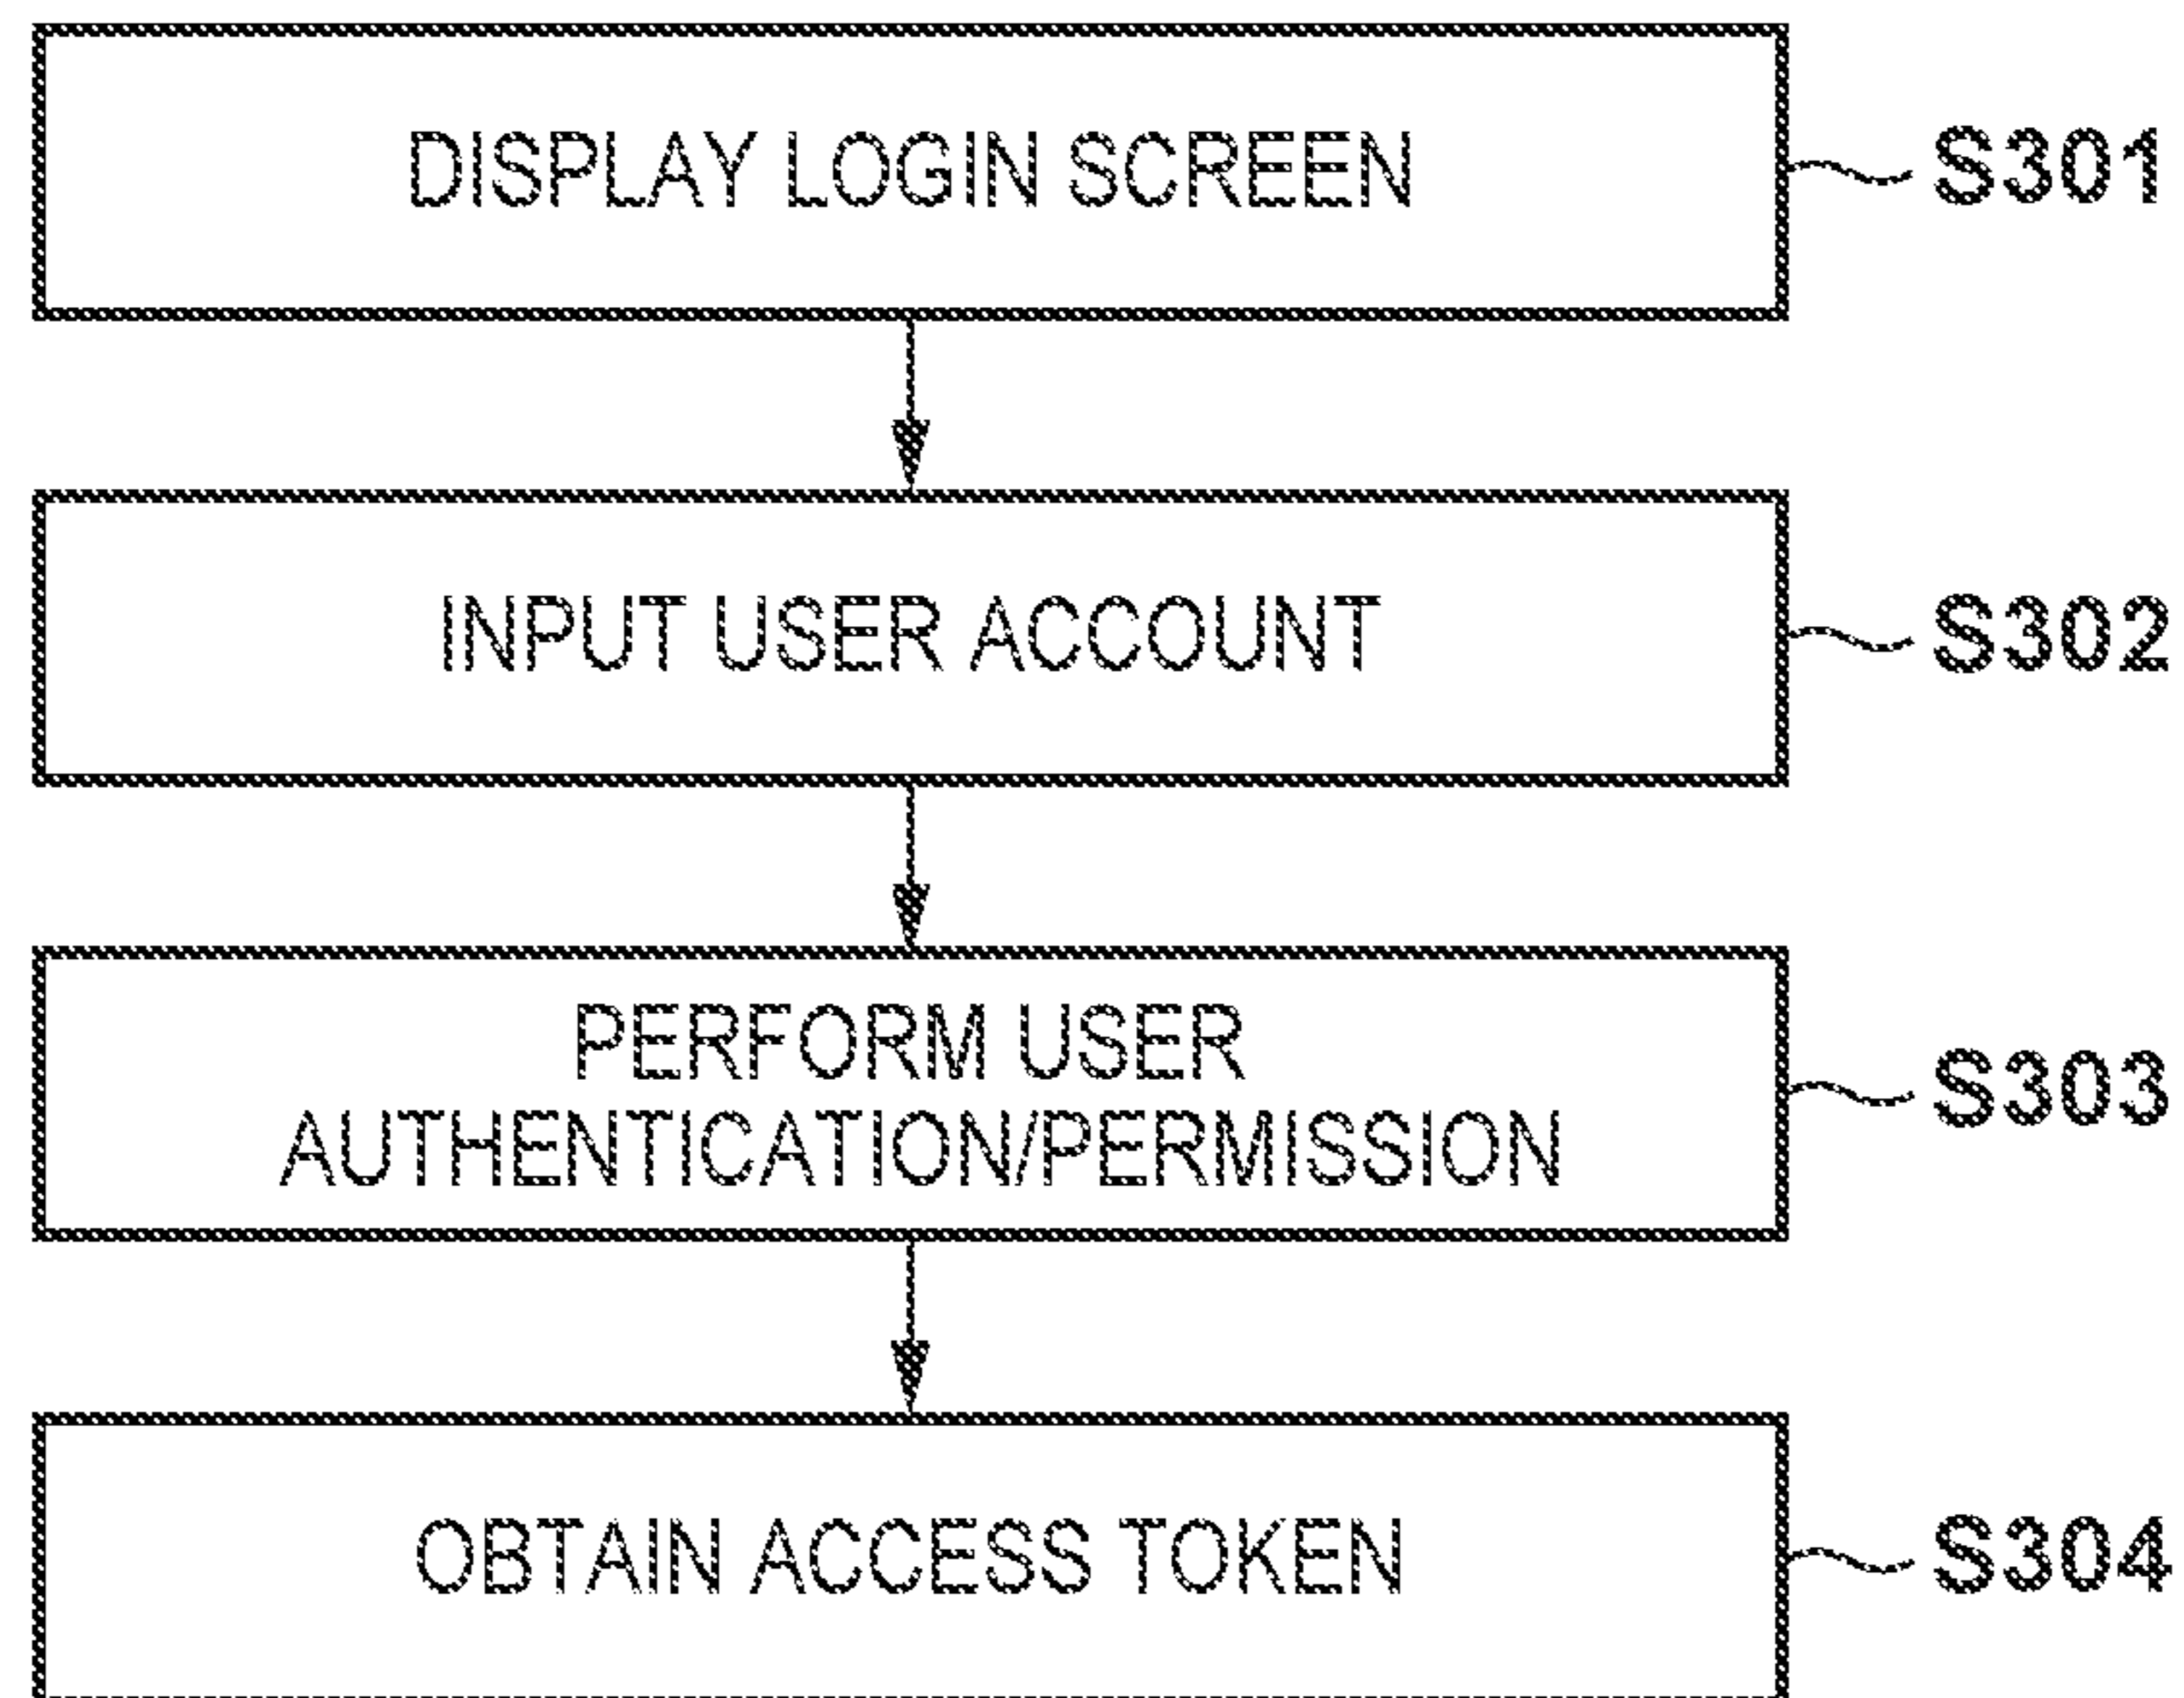 DISPLAY LOGIN SCREEN
S301
INPUT USER ACCOUNT
S302
PERFORM USER
AUTHENTICATION/PERMISSION
S303
OBTAIN ACCESS TOKEN
S304